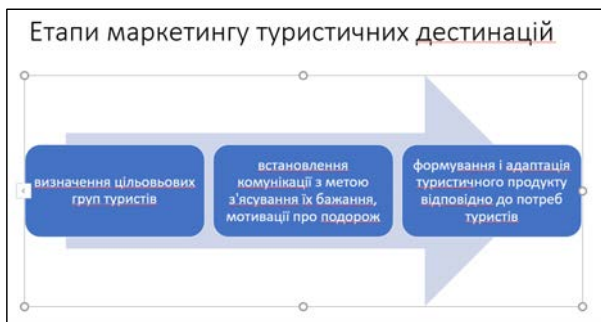 Етапи маркетингу туристичних дестинацій
визначення цільовьових
груп туристів
встановлення
комунікації з метою
з'ясування їх бажання,
мотивації про подорож
формування і адаптація
туристичного продукту
відповідно до потреб
туристів